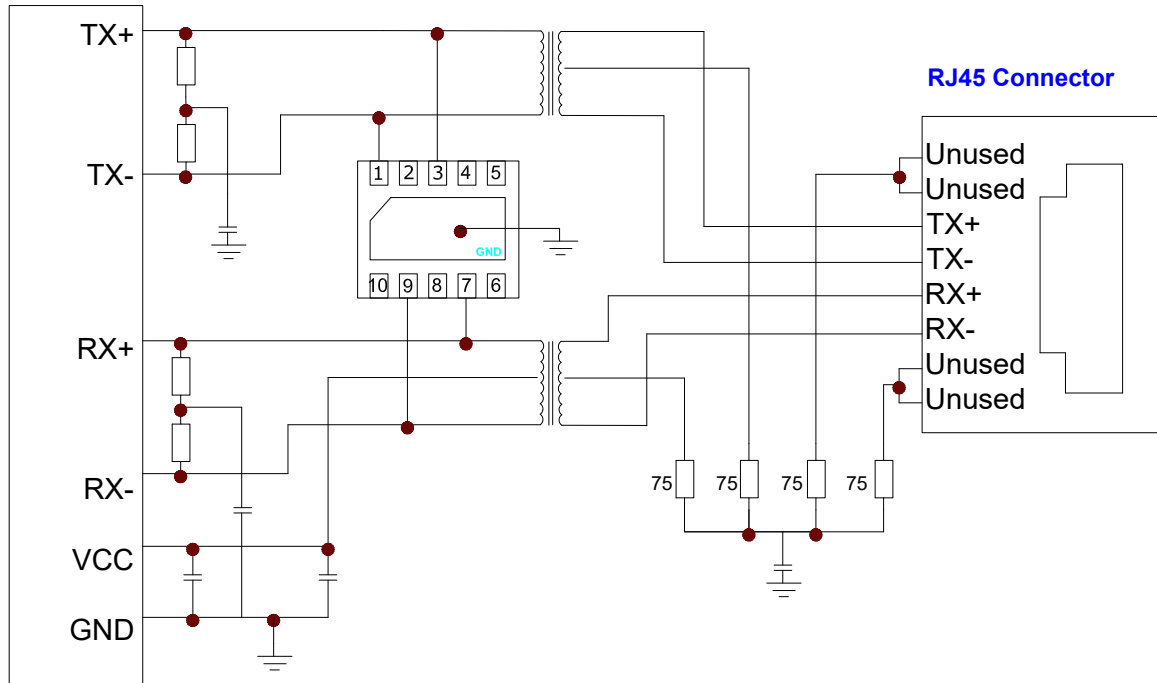 TX+
TX-
RX+
RX-
VCC
GND
1 2 3 4 5
GND
10 9 8 7 6
RJ45 Connector
Unused
Unused
TX+
TX-
RX+
RX-
Unused
Unused
75 75 75 75